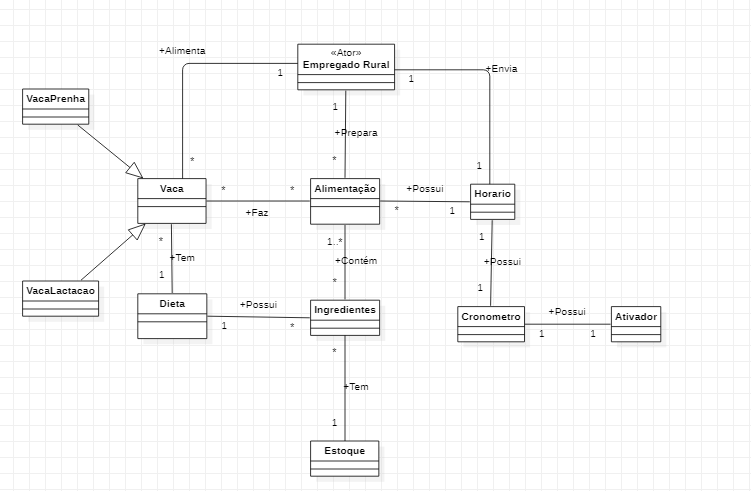 +Alimenta
«Ator»
Empregado Rural
1
1
+Envia
VacaPrenha
1
+Prepara
*
*
1
Vaca
*
*
Alimentação
+Possui
Horario
+Faz
*
1
*
+Tem
1
1..*
+Contém
*
1
+Possui
1
VacaLactacao
Dieta
+Possui
1
*
Ingredientes
Cronometro
+Possui
1
1
Ativador
*
+Tem
1
Estoque